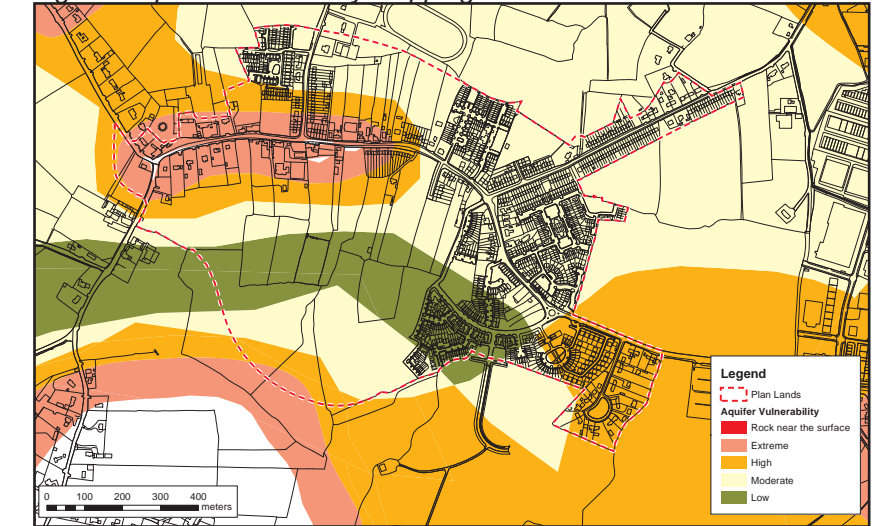 Legend
Plan Lands
Aquifer Vulnerability
Rock near the surface
Extreme
High
Moderate
Low
0 100 200 300 400
meters